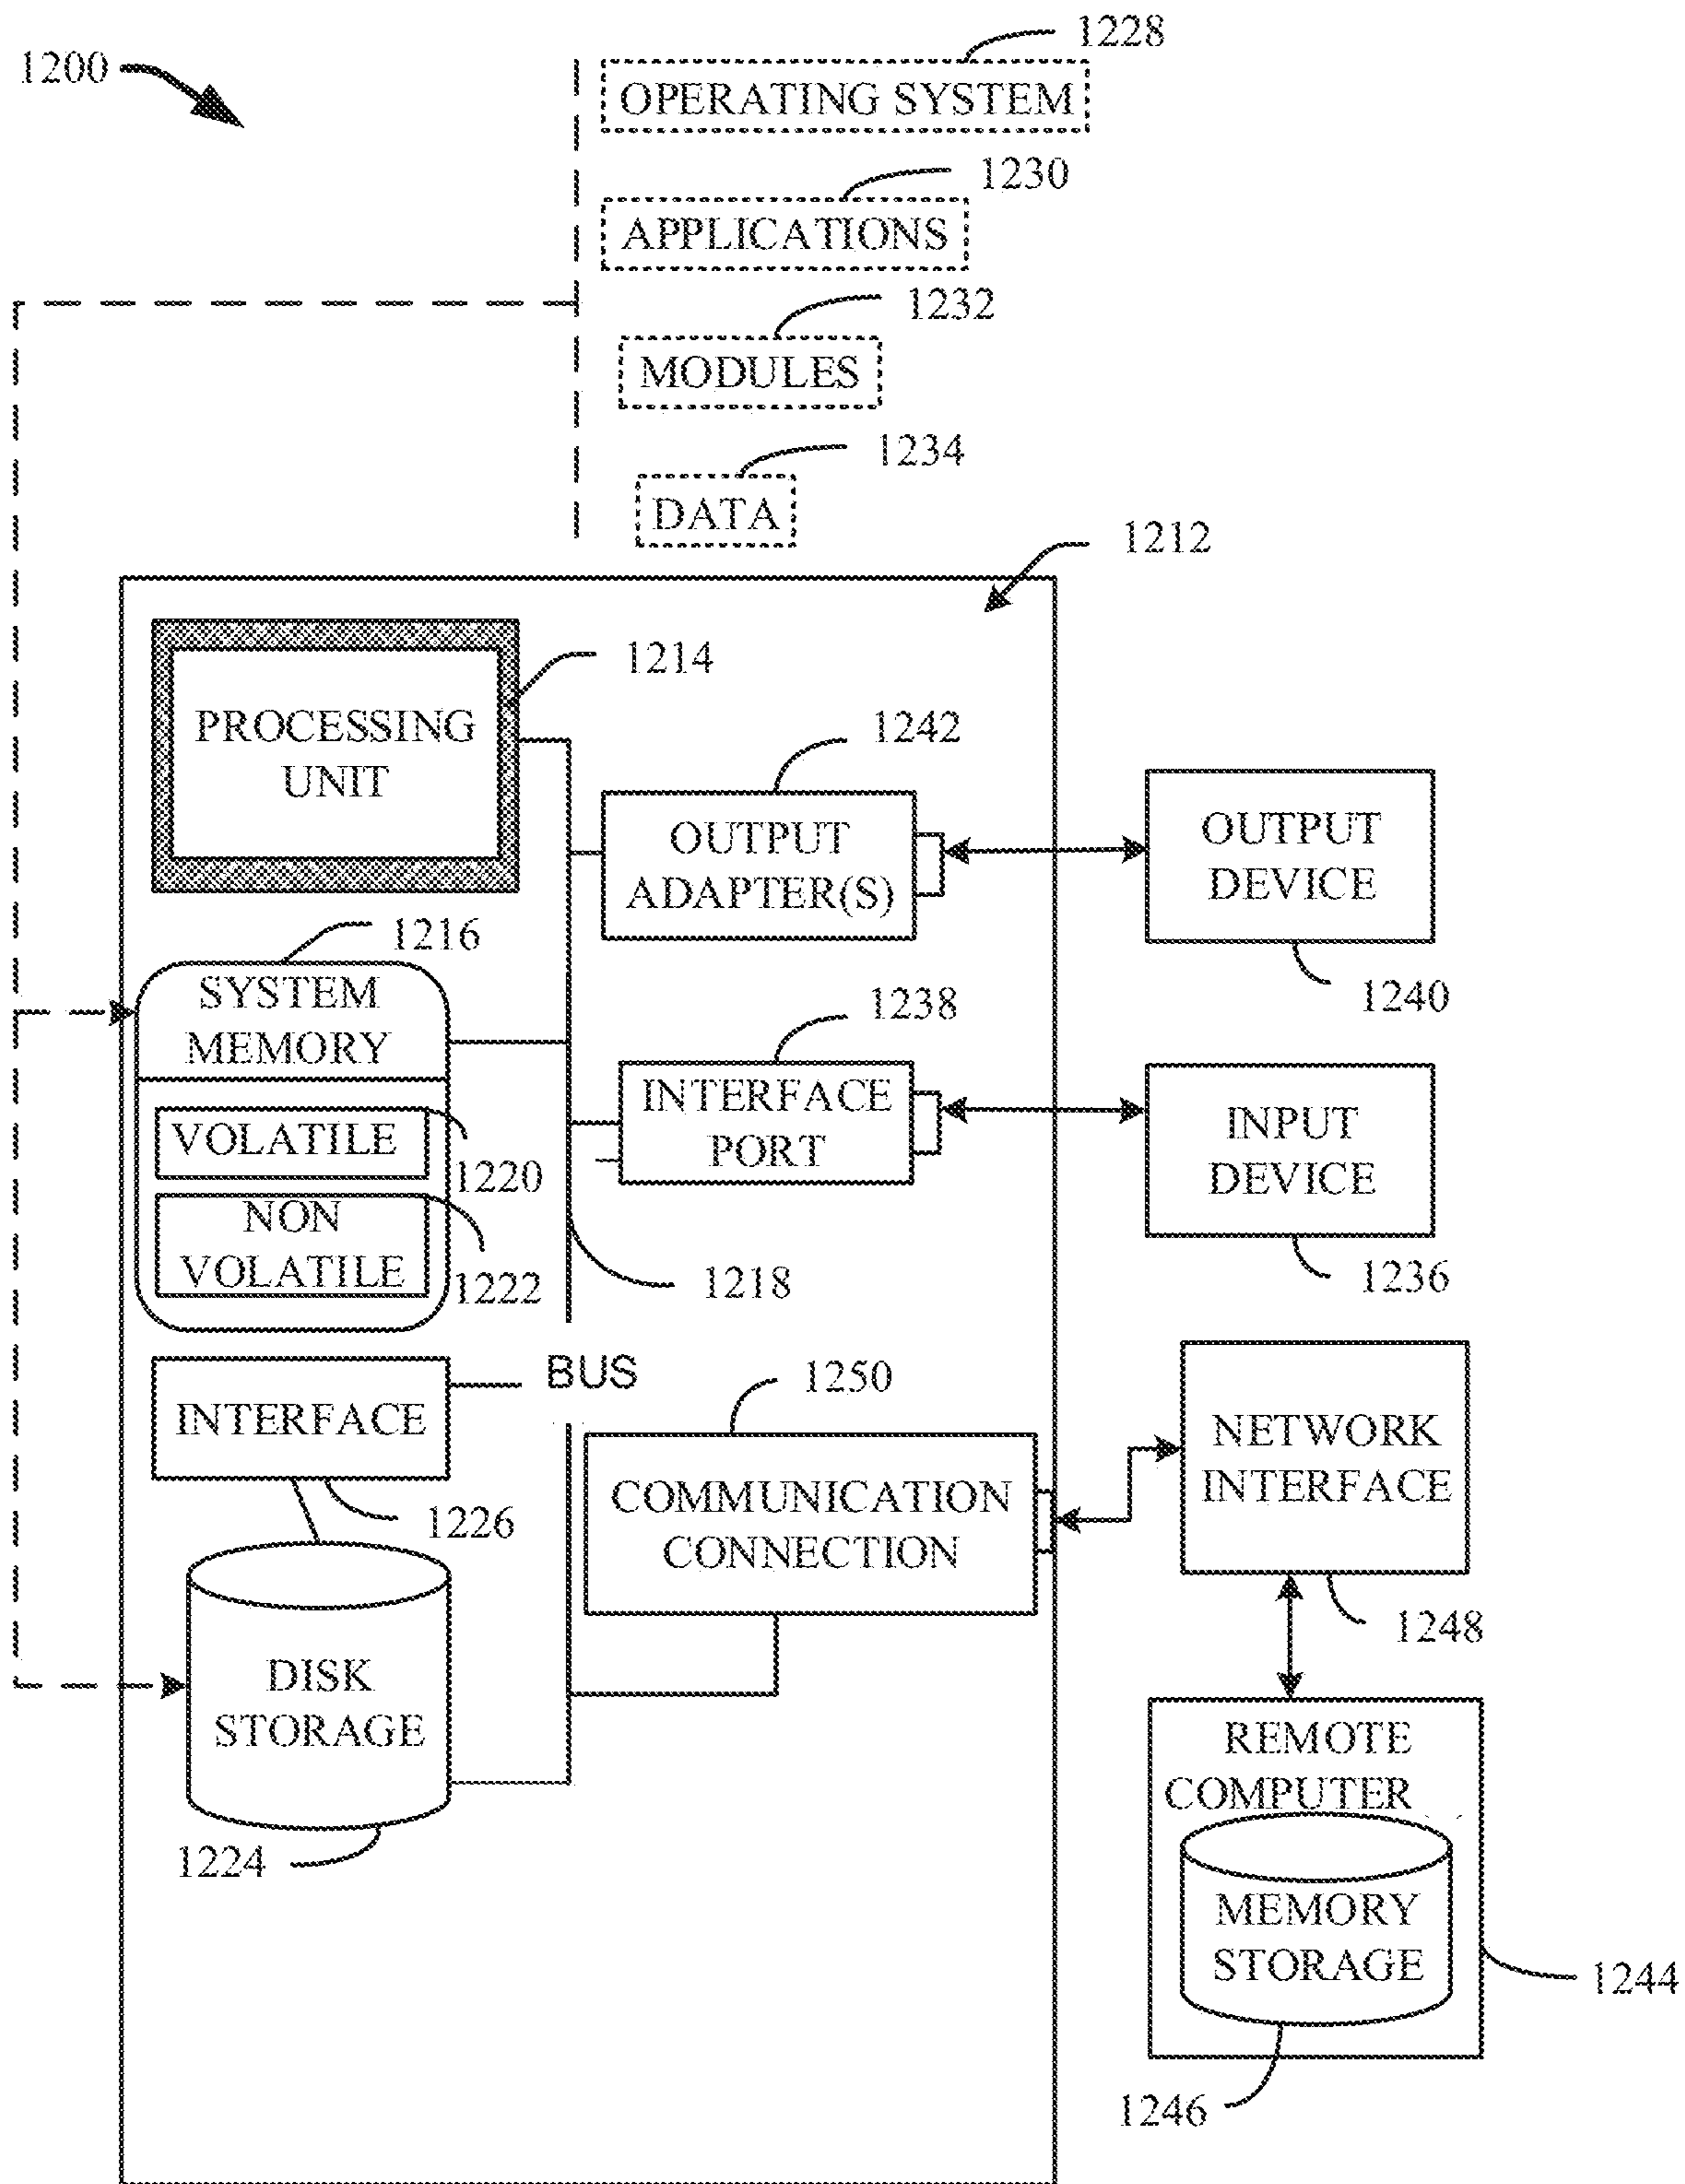 1200
1228
OPERATING SYSTEM
1230
APPLICATIONS
1232
MODULES
1234
DATA
1212
1214
PROCESSING
UNIT
1242
OUTPUT
ADAPTER(S)
OUTPUT
DEVICE
1240
1216
SYSTEM
MEMORY
1238
INTERFACE
PORT
INPUT
DEVICE
1236
VOLATILE
1220
NON
VOLATILE
1222
1218
BUS
INTERFACE
1226
1250
COMMUNICATION
CONNECTION
NETWORK
INTERFACE
1248
DISK
STORAGE
1224
REMOTE
COMPUTER
MEMORY
STORAGE
1244
1246